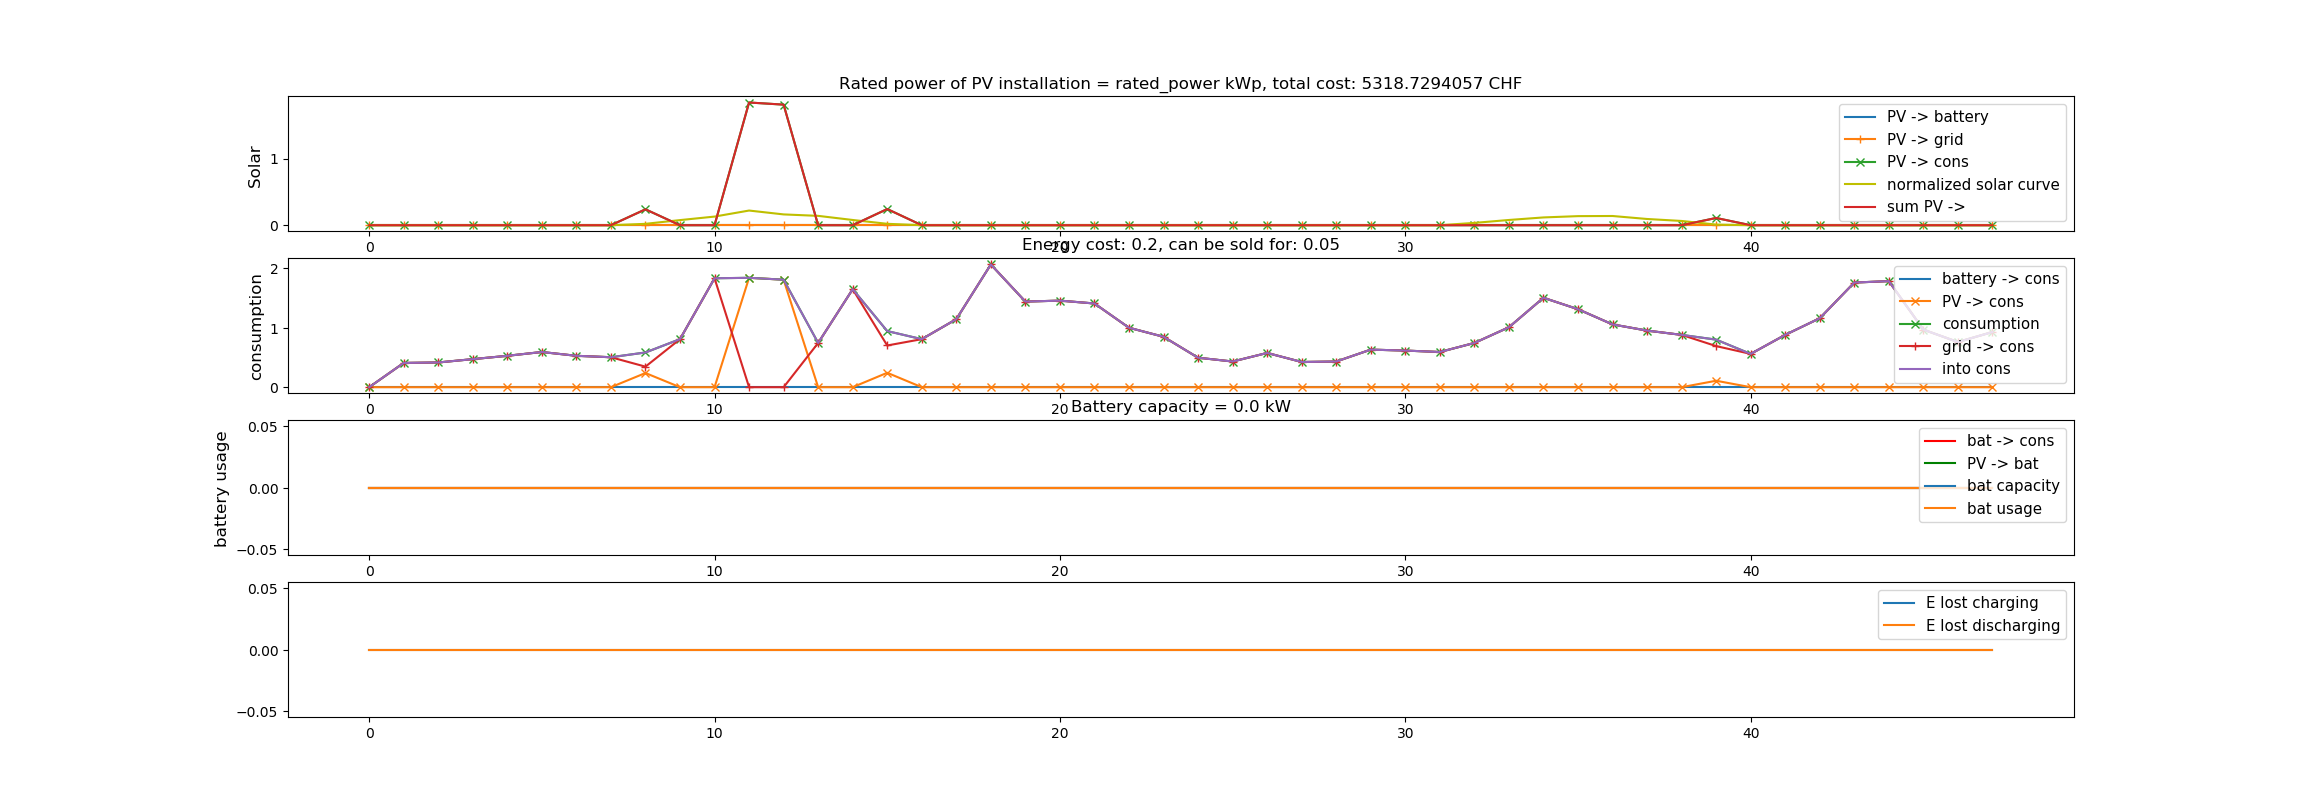 Rated power of PV installation = rated_power kWp, total cost: 5318.7294057 CHF
Solar
1
0
PV -> battery
PV -> grid
PV -> cons
normalized solar curve
sum PV ->
0 10 20 30 40
Energy cost: 0.2, can be sold for: 0.05
consumption
2
1
0
battery -> cons
PV -> cons
consumption
grid -> cons
into cons
0 10 20 30 40
Battery capacity = 0.0 kW
battery usage
0.05
0.00
−0.05
bat -> cons
PV -> bat
bat capacity
bat usage
0 10 20 30 40
0.05
0.00
−0.05
E lost charging
E lost discharging
0 10 20 30 40